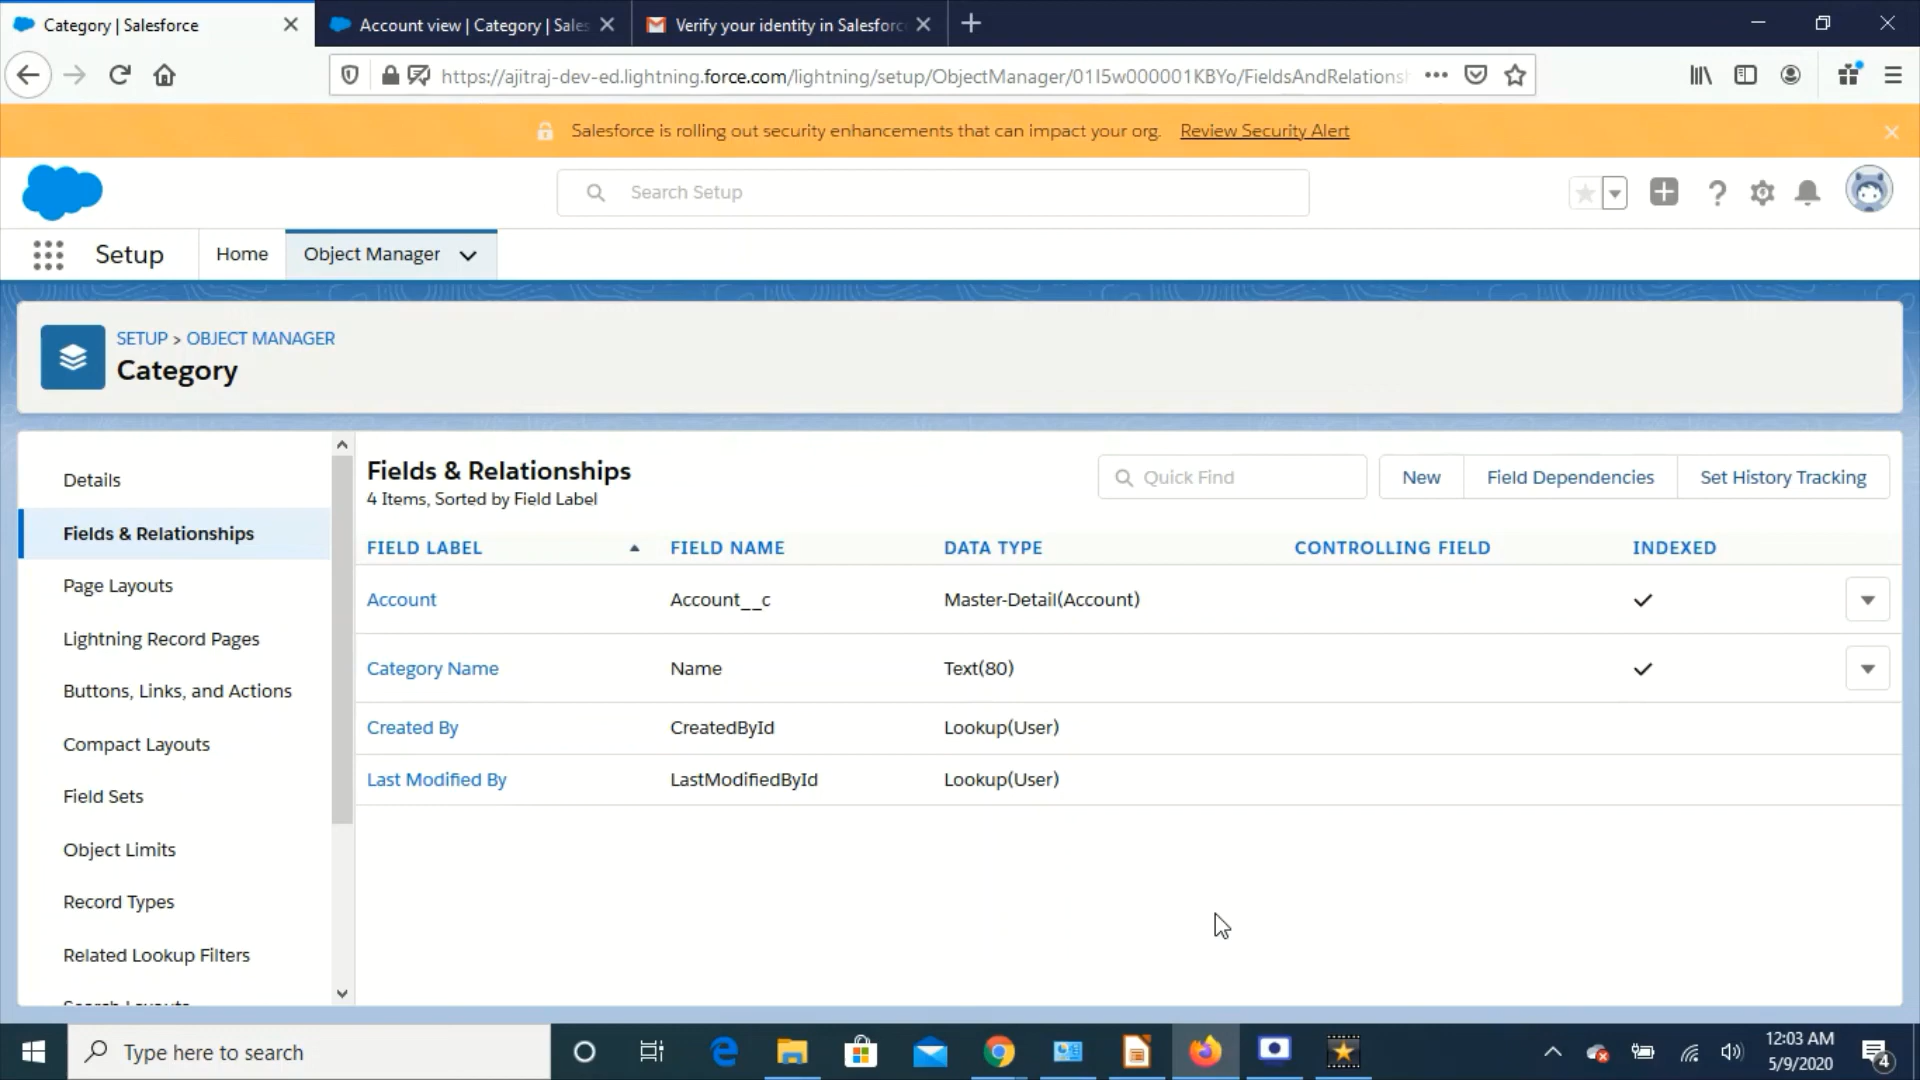 Category | Salesforce
Account view | Category | Sales
Verify your identity in Salesforc
https://ajitraj-dev-ed.lightning.force.com/lightning/setup/ObjectManager/01I5w000001KBYo/FieldsAndRelations
Salesforce is rolling out security enhancements that can impact your org. Review Security Alert
Search Setup
Setup
Home
Object Manager
SETUP > OBJECT MANAGER
Category
Details
Fields & Relationships
Page Layouts
Lightning Record Pages
Buttons, Links, and Actions
Compact Layouts
Field Sets
Object Limits
Record Types
Related Lookup Filters
Fields & Relationships
4 Items, Sorted by Field Label
Quick Find
New
Field Dependencies
Set History Tracking
FIELD LABEL FIELD NAME DATA TYPE CONTROLLING FIELD INDEXED
Account Account__c Master-Detail(Account)
Category Name Name Text(80)
Created By CreatedById Lookup(User)
Last Modified By LastModifiedById Lookup(User)
Type here to search
12:03 AM
5/9/2020
4